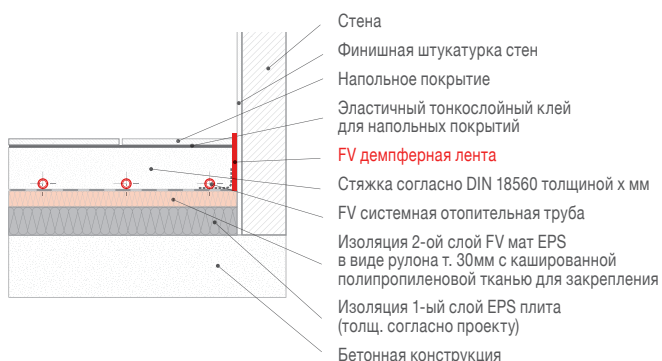 Стена
Финишная штукатурка стен
Напольное покрытие
Эластичный тонкослойный клей
для напольных покрытий
FV демпферная лента
Стяжка согласно DIN 18560 толщиной х мм
FV системная отопительная труба
Изоляция 2-ой слой FV мат EPS
в виде рулона т. 30мм с кашированной
полипропиленовой тканью для закрепления
Изоляция 1-ый слой EPS плита
(толщ. согласно проекту)
Бетонная конструкция